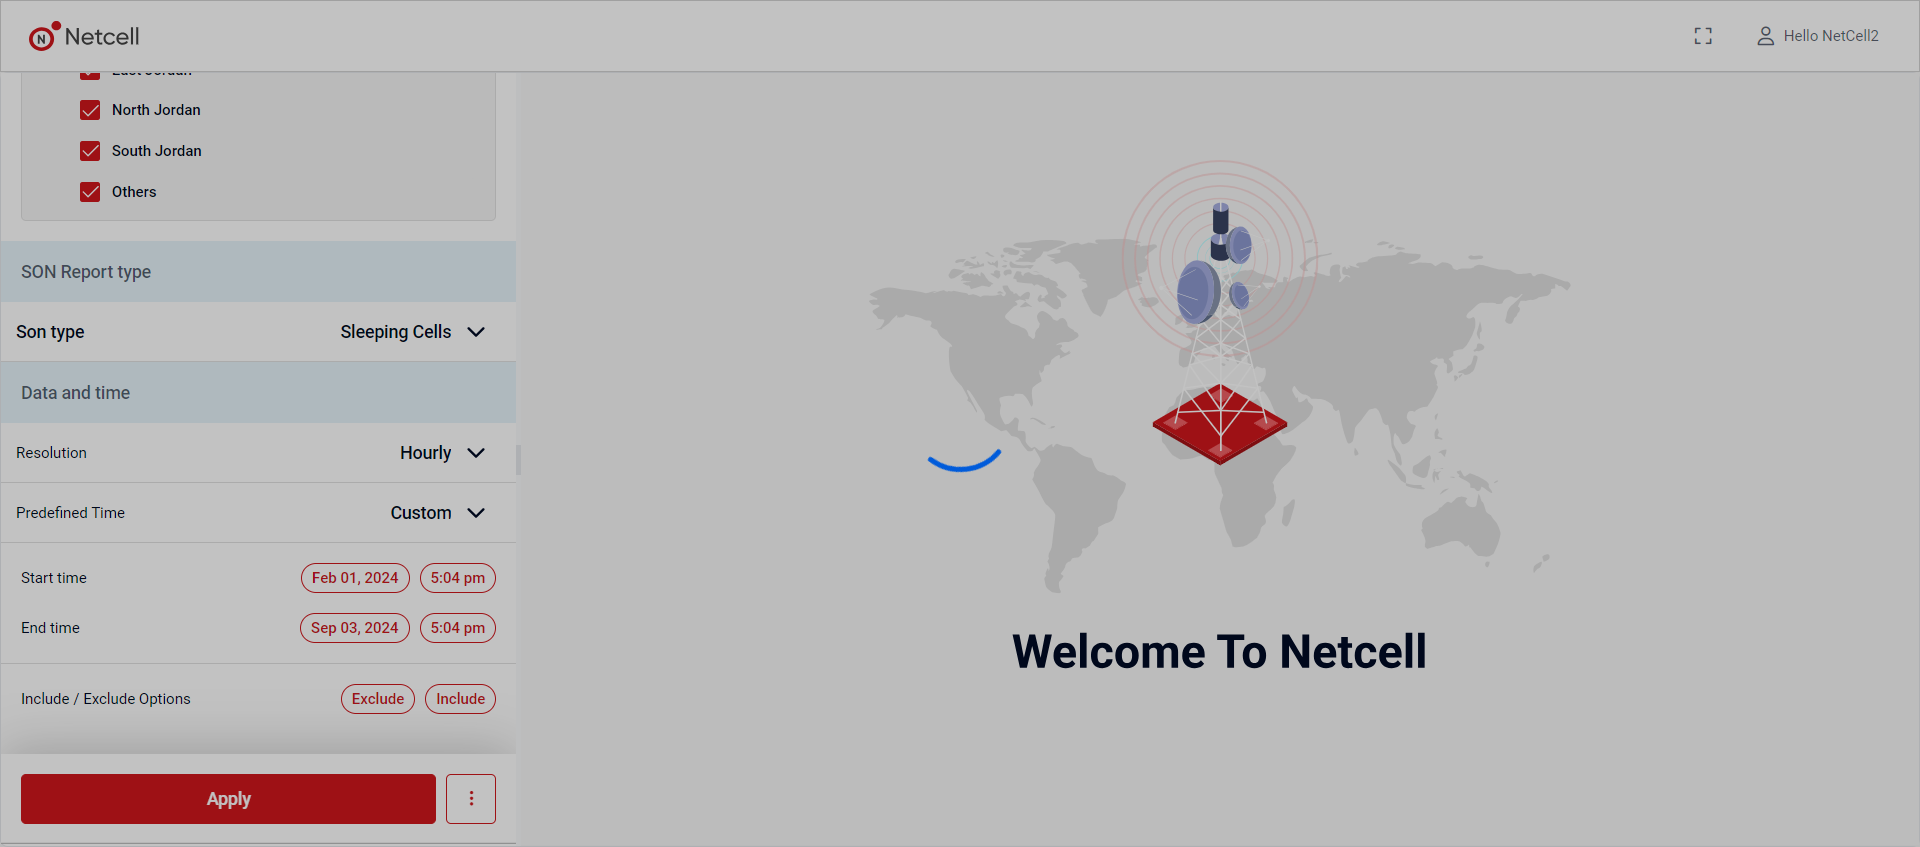 N Netcell
Hello NetCell2
East Jordan
North Jordan
South Jordan
Others
SON Report type
Son type Sleeping Cells
Data and time
Resolution Hourly
Predefined Time Custom
Start time Feb 01, 2024 5:04 pm
End time Sep 03, 2024 5:04 pm
Include / Exclude Options Exclude Include
Apply
Welcome To Netcell